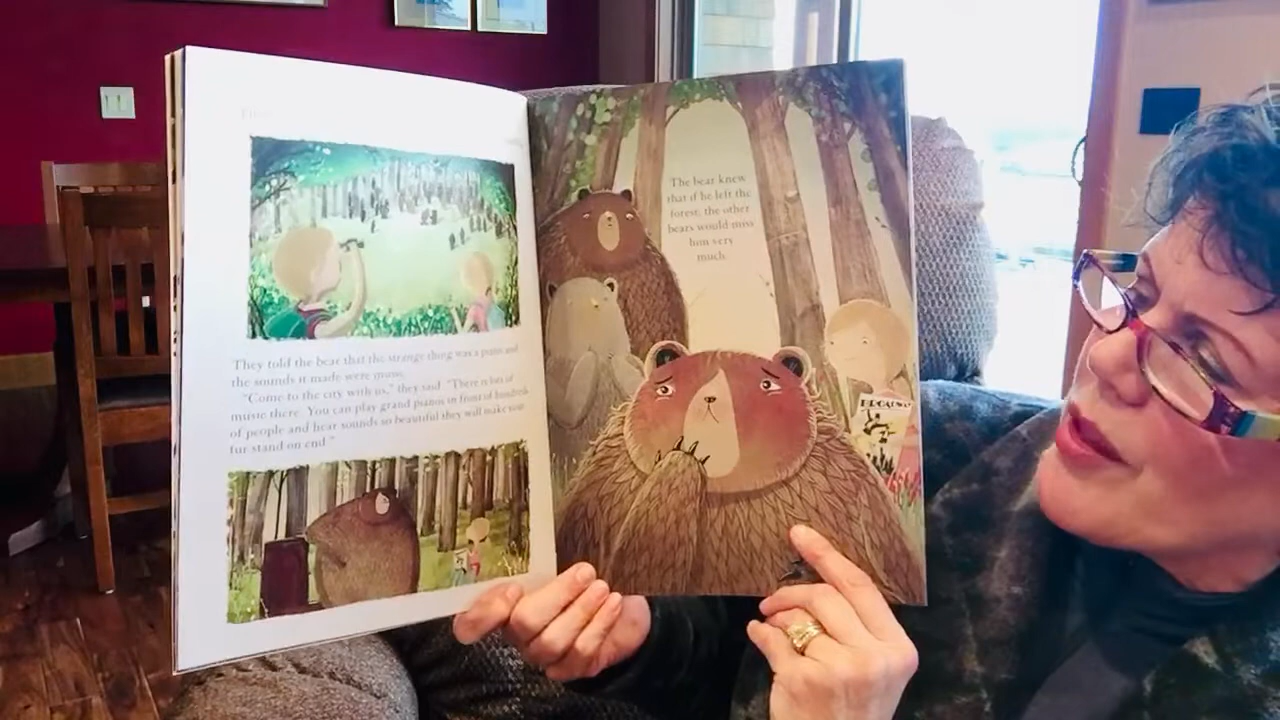 They told the bear that the strange thing was a piano and
the sounds it made were music.
"Come to the city with us," they said. "There is lots of
music there. You can play grand pianos in front of hundreds
of people and hear sounds so beautiful they will make your
fur stand on end."
The bear knew
that if he left the
forest, the other
bears would miss
him very
much.
BROADWAY